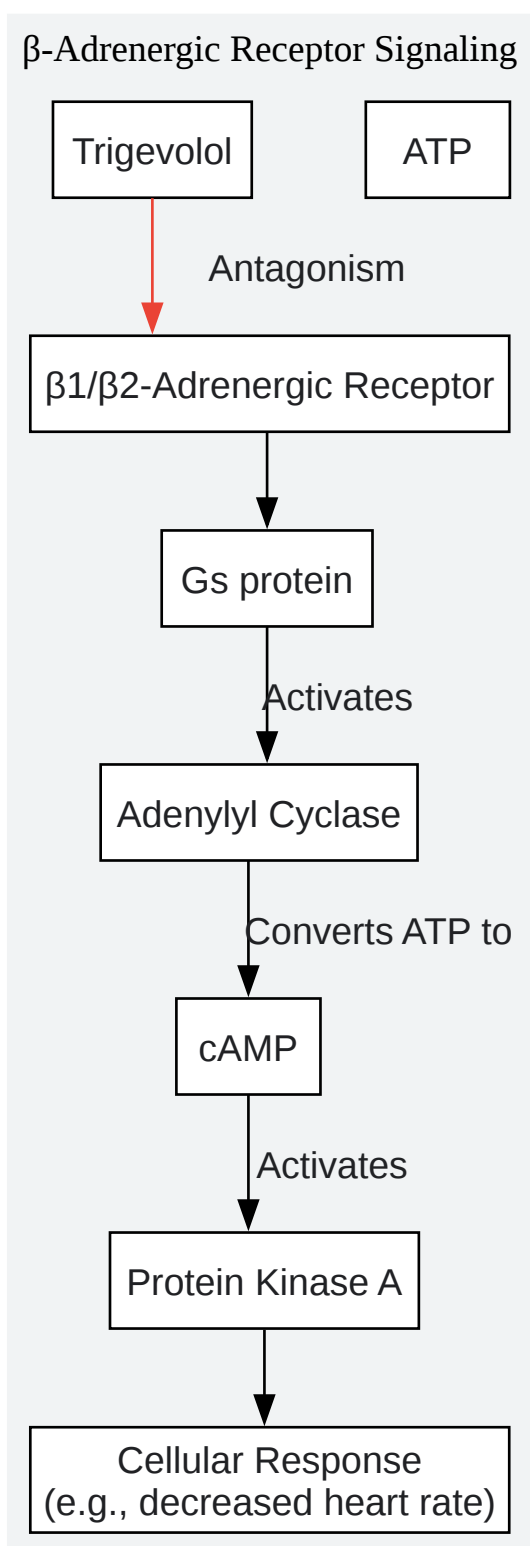 β-Adrenergic Receptor Signaling
Trigevolol
ATP
Antagonism
β1/β2-Adrenergic Receptor
Gs protein
Activates
Adenylyl Cyclase
Converts ATP to
cAMP
Activates
Protein Kinase A
Cellular Response
(e.g., decreased heart rate)